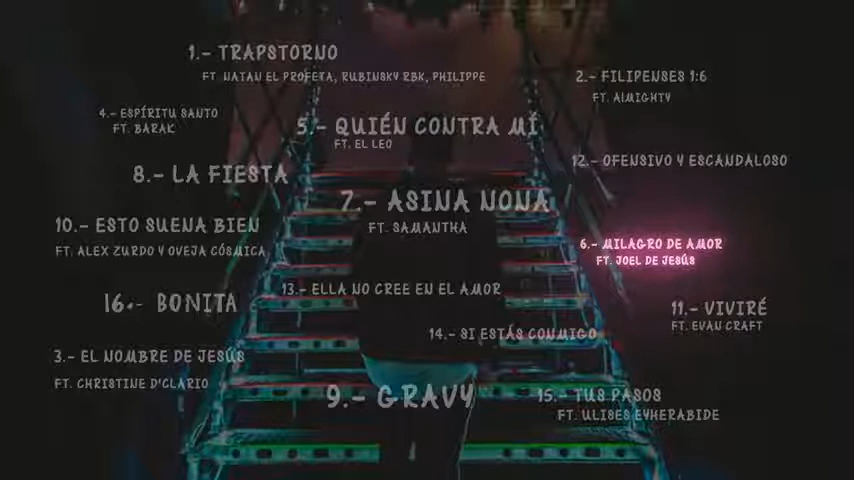 1.- TRAPSTORNO
FT NATAN EL PROFETA, RUBINSKY RBK, PHILIPPE
2.- FILIPENSES 1:6
FT. ALMIGHTY
4.- ESPÍRITU SANTO
FT. BARAK
5.- QUIÉN CONTRA MÍ
FT. EL LEO
12.- OFENSIVO Y ESCANDALOSO
8.- LA FIESTA
7.- ASINA NONA
FT. SAMANTHA
10.- ESTO SUENA BIEN
FT. ALEX ZURDO Y OVEJA CÓSMICA
6.- MILAGRO DE AMOR
FT. JOEL DE JESÚS
13.- ELLA NO CREE EN EL AMOR
16.- BONITA
11.- VIVIRÉ
FT. EVAN CRAFT
14.- SI ESTÁS CONMIGO
3.- EL NOMBRE DE JESÚS
FT. CHRISTINE D'CLARIO
9.- GRAVY
15.- TUS PASOS
FT. ULISES EYHERABIDE